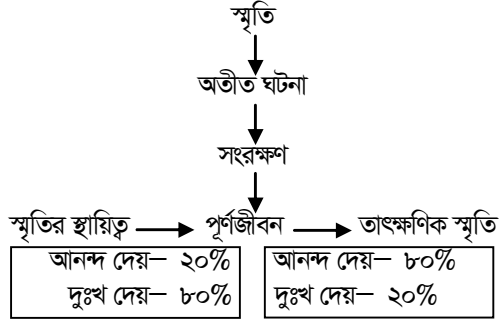 স্মৃতি
অতীত ঘটনা
সংরক্ষণ
স্মৃতির স্থায়িত্ব পূর্ণজীবন তাৎক্ষণিক স্মৃতি
আনন্দ দেয়– ২০% আনন্দ দেয়– ৮০%
দুঃখ দেয়– ৮০% দুঃখ দেয়– ২০%